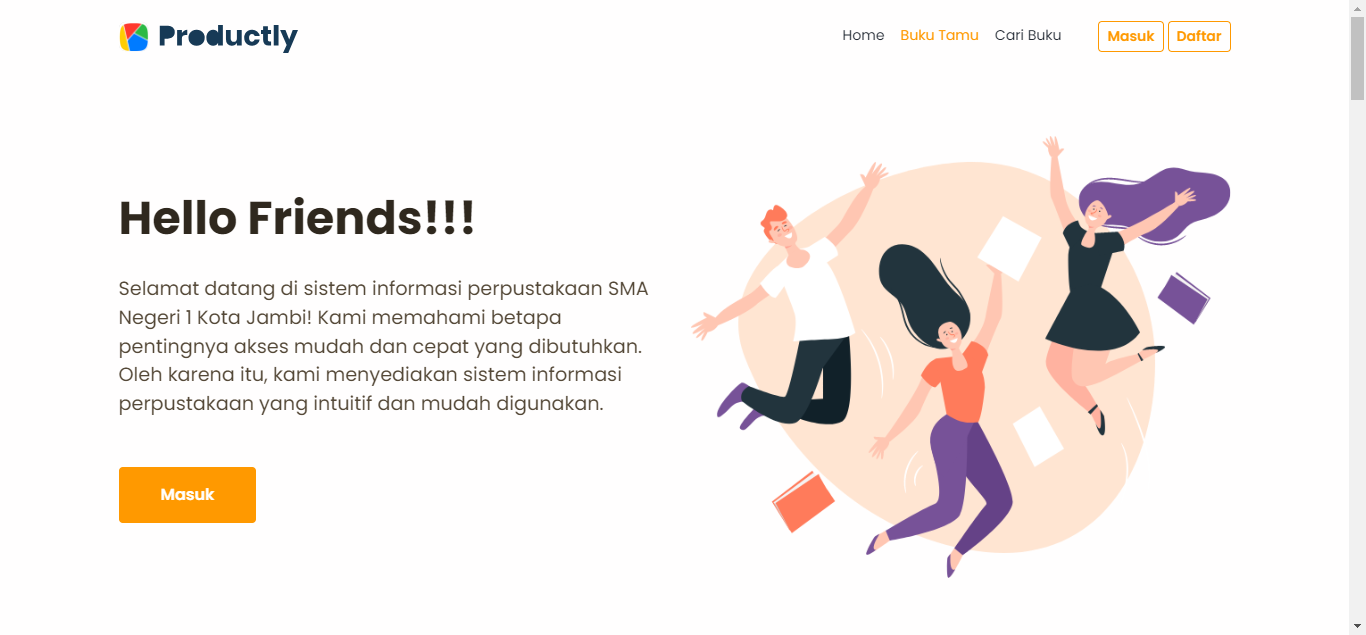 Productly
Home Buku Tamu Cari Buku Masuk Daftar
Hello Friends!!!
Selamat datang di sistem informasi perpustakaan SMA
Negeri 1 Kota Jambi! Kami memahami betapa
pentingnya akses mudah dan cepat yang dibutuhkan.
Oleh karena itu, kami menyediakan sistem informasi
perpustakaan yang intuitif dan mudah digunakan.
Masuk